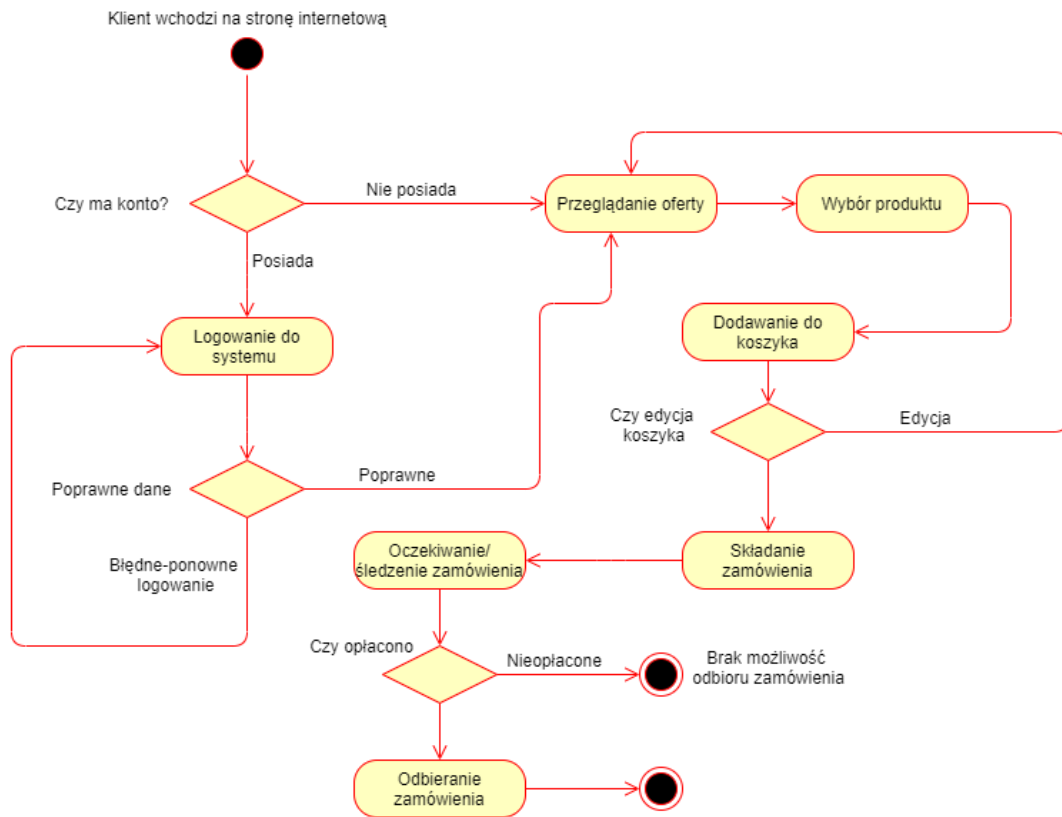 Klient wchodzi na stronę internetową
Czy ma konto?
Nie posiada
Przeglądanie oferty
Wybór produktu
Posiada
Logowanie do
systemu
Dodawanie do
koszyka
Czy edycja
koszyka
Edycja
Poprawne dane
Poprawne
Błędne-ponowne
logowanie
Oczekiwanie/
śledzenie zamówienia
Składanie
zamówienia
Czy opłacono
Nieopłacone
Brak możliwość
odbioru zamówienia
Odbieranie
zamówienia